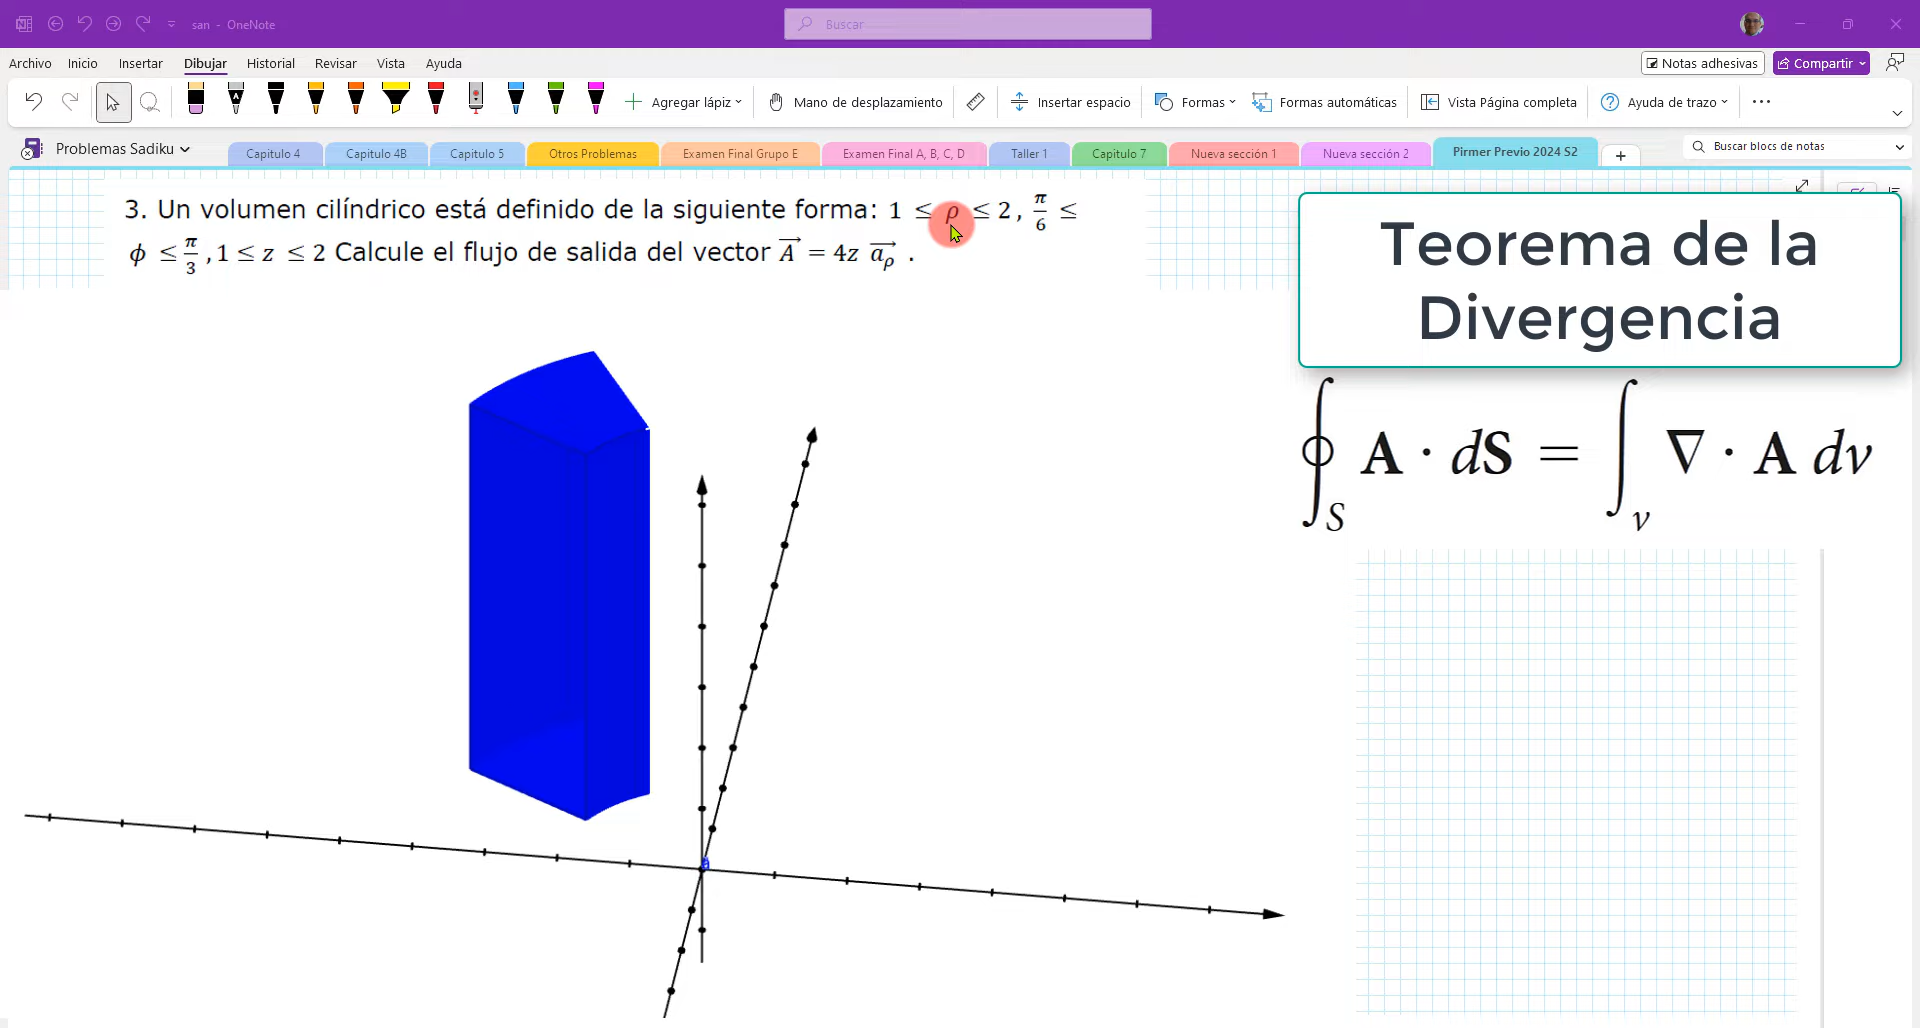 san - OneNote
Buscar
Archivo Inicio Insertar Dibujar Historial Revisar Vista Ayuda
Notas adhesivas Compartir
Agregar lápiz Mano de desplazamiento Insertar espacio Formas Formas automáticas Vista Página completa Ayuda de trazo ...
Problemas Sadiku Capitulo 4 Capitulo 4B Capitulo 5 Otros Problemas Examen Final Grupo E Examen Final A, B, C, D Taller 1 Capitulo 7 Nueva sección 1 Nueva sección 2 Pirmer Previo 2024 S2 + Buscar blocs de notas
3. Un volumen cilíndrico está definido de la siguiente forma: 1 ≤ ρ ≤ 2, π/6 ≤
ϕ ≤ π/3, 1 ≤ z ≤ 2 Calcule el flujo de salida del vector A⃗ = 4z a⃗ρ .
Teorema de la
Divergencia
∮S A · dS = ∫v ∇ · A dv